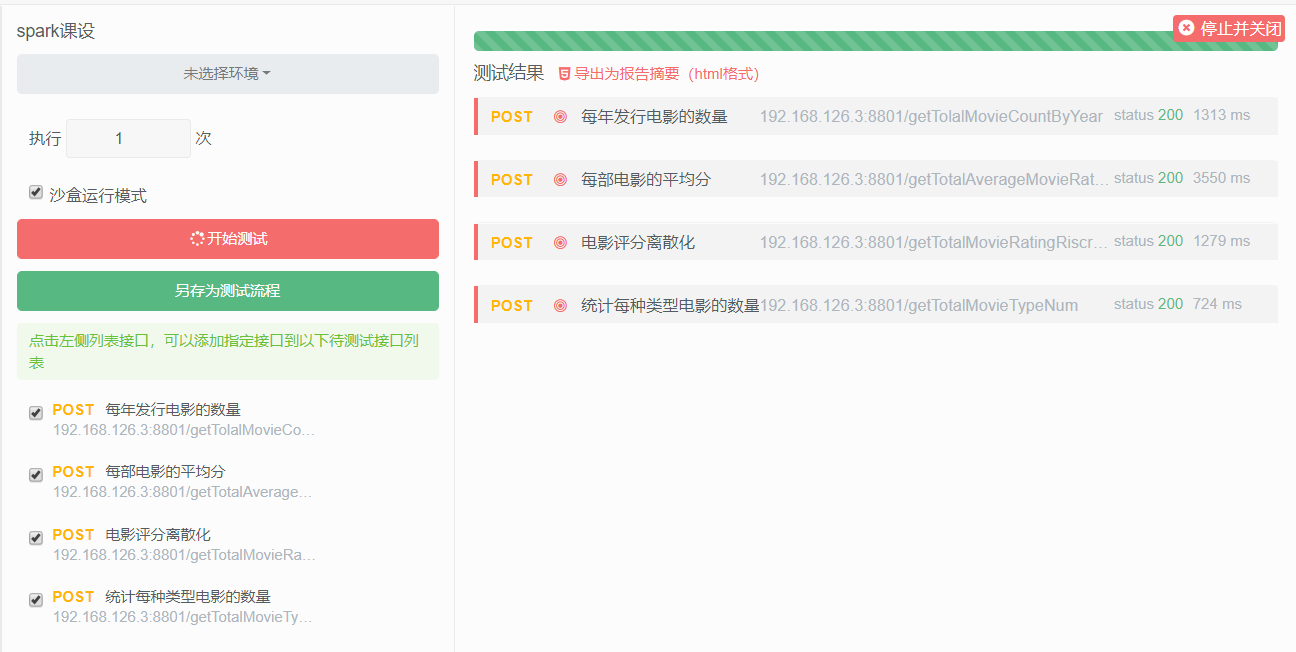 spark课设
未选择环境
执行 1 次
沙盒运行模式
开始测试
另存为测试流程
点击左侧列表接口，可以添加指定接口到以下待测试接口列
表
POST 每年发行电影的数量
192.168.126.3:8801/getTolalMovieCo...
POST 每部电影的平均分
192.168.126.3:8801/getTotalAverage...
POST 电影评分离散化
192.168.126.3:8801/getTotalMovieRa...
POST 统计每种类型电影的数量
192.168.126.3:8801/getTotalMovieTy...
停止并关闭
测试结果 导出为报告摘要（html格式）
POST 每年发行电影的数量 192.168.126.3:8801/getTolalMovieCountByYear status 200 1313 ms
POST 每部电影的平均分 192.168.126.3:8801/getTotalAverageMovieRat... status 200 3550 ms
POST 电影评分离散化 192.168.126.3:8801/getTotalMovieRatingRiscr... status 200 1279 ms
POST 统计每种类型电影的数量 192.168.126.3:8801/getTotalMovieTypeNum status 200 724 ms